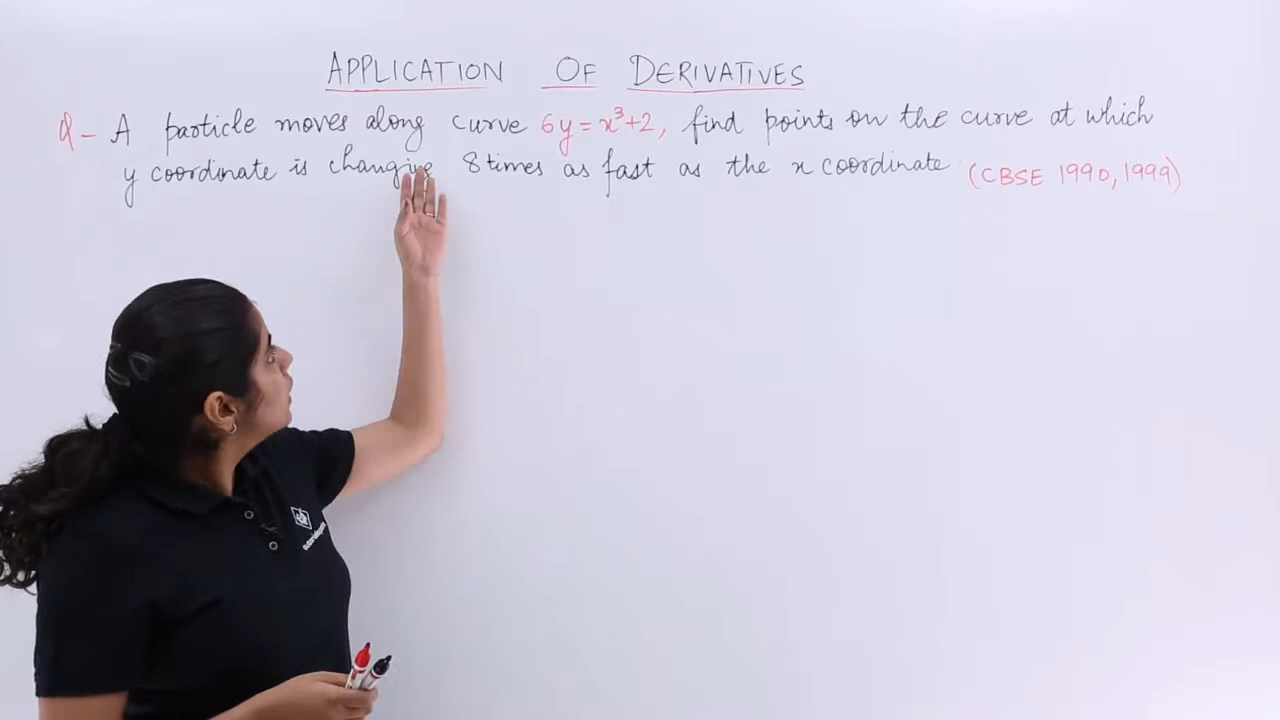 APPLICATION OF DERIVATIVES
Q- A particle moves along curve 6y = x³+2, find points on the curve at which
y coordinate is changing 8 times as fast as the x coordinate. (CBSE 1990, 1999)